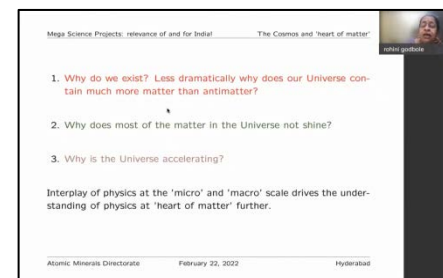 Mega Science Projects: relevance of and for India! The Cosmos and 'heart of matter'
rohini godbole
1. Why do we exist? Less dramatically why does our Universe con-
tain much more matter than antimatter?
2. Why does most of the matter in the Universe not shine?
3. Why is the Universe accelerating?
Interplay of physics at the 'micro' and 'macro' scale drives the under-
standing of physics at 'heart of matter' further.
Atomic Minerals Directorate February 22, 2022 Hyderabad